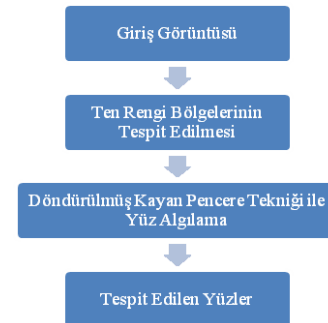 Giriş Görüntüsü
Ten Rengi Bölgelerinin
Tespit Edilmesi
Döndürülmüş Kayan Pencere Tekniği ile
Yüz Algılama
Tespit Edilen Yüzler